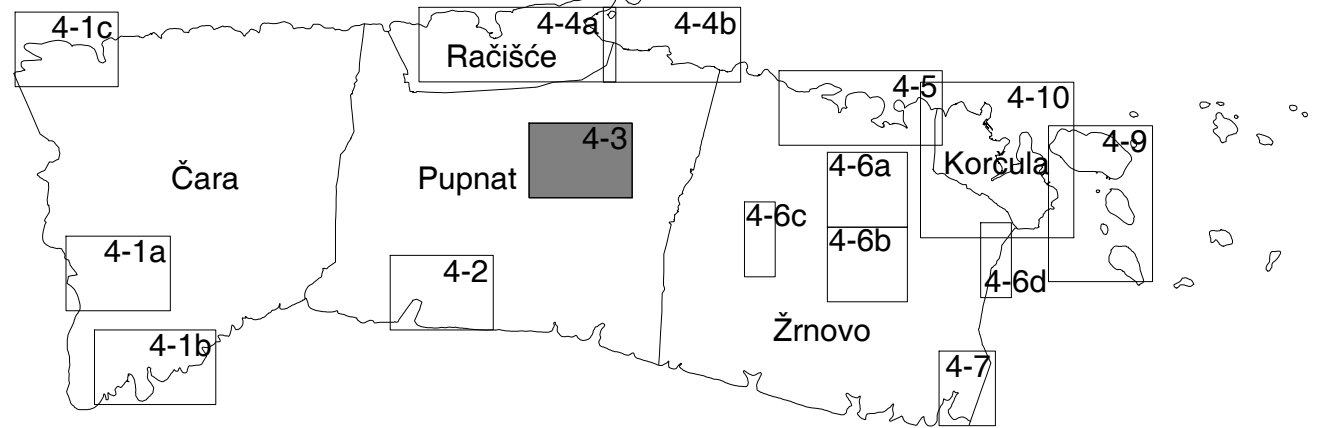 4-1c
4-4a
4-4b
Račišće
4-5
4-10
4-3
4-9
Korčula
4-6a
Čara
Pupnat
4-6c
4-6b
4-1a
4-2
4-6d
Žrnovo
4-1b
4-7